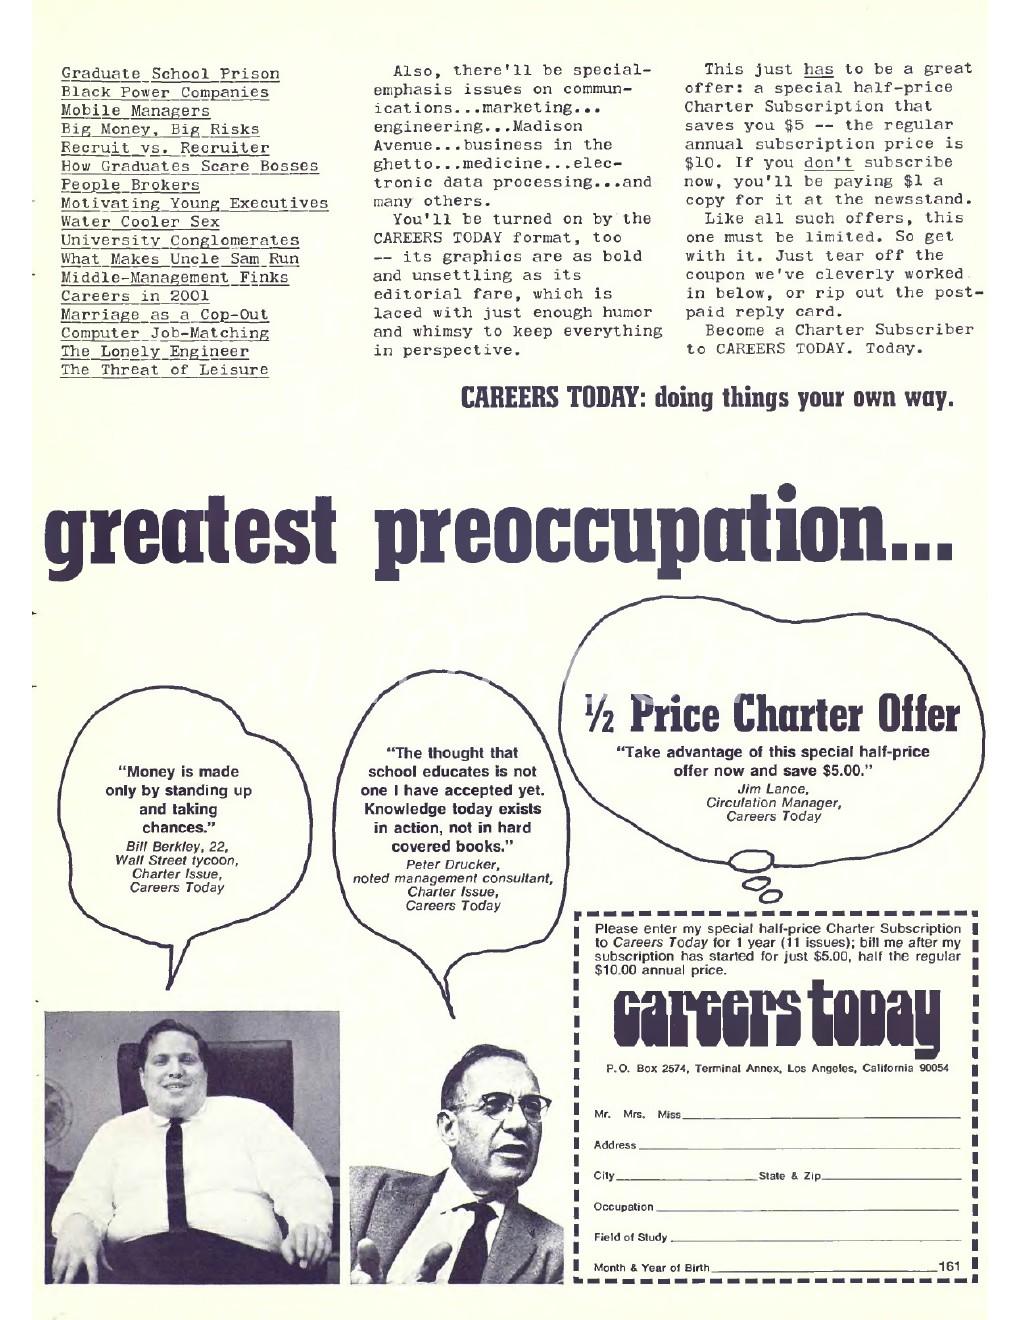 Graduate School Prison
Black Power Companies
Mobile Managers
Big Money, Big Risks
Recruit vs. Recruiter
How Graduates Scare Bosses
People Brokers
Motivating Young Executives
Water Cooler Sex
University Conglomerates
What Makes Uncle Sam Run
Middle-Management Finks
Careers in 2001
Marriage as a Cop-Out
Computer Job-Matching
The Lonely Engineer
The Threat of Leisure
Also, there'll be special-
emphasis issues on commun-
ications...marketing...
engineering...Madison
Avenue...business in the
ghetto...medicine...elec-
tronic data processing...and
many others.
You'll be turned on by the
CAREERS TODAY format, too
-- its graphics are as bold
and unsettling as its
editorial fare, which is
laced with just enough humor
and whimsy to keep everything
in perspective.
This just has to be a great
offer: a special half-price
Charter Subscription that
saves you $5 -- the regular
annual subscription price is
$10. If you don't subscribe
now, you'll be paying $1 a
copy for it at the newsstand.
Like all such offers, this
one must be limited. So get
with it. Just tear off the
coupon we've cleverly worked
in below, or rip out the post-
paid reply card.
Become a Charter Subscriber
to CAREERS TODAY. Today.
CAREERS TODAY: doing things your own way.
greatest preoccupation...
"Money is made
only by standing up
and taking
chances."
Bill Berkley, 22,
Wall Street tycoon,
Charter Issue,
Careers Today
"The thought that
school educates is not
one I have accepted yet.
Knowledge today exists
in action, not in hard
covered books."
Peter Drucker,
noted management consultant,
Charter Issue,
Careers Today
½ Price Charter Offer
"Take advantage of this special half-price
offer now and save $5.00."
Jim Lance,
Circulation Manager,
Careers Today
Please enter my special half-price Charter Subscription
to Careers Today for 1 year (11 issues); bill me after my
subscription has started for just $5.00, half the regular
$10.00 annual price.
careers today
P.O. Box 2574, Terminal Annex, Los Angeles, California 90054
Mr. Mrs. Miss
Address
City State & Zip
Occupation
Field of Study
Month & Year of Birth 161